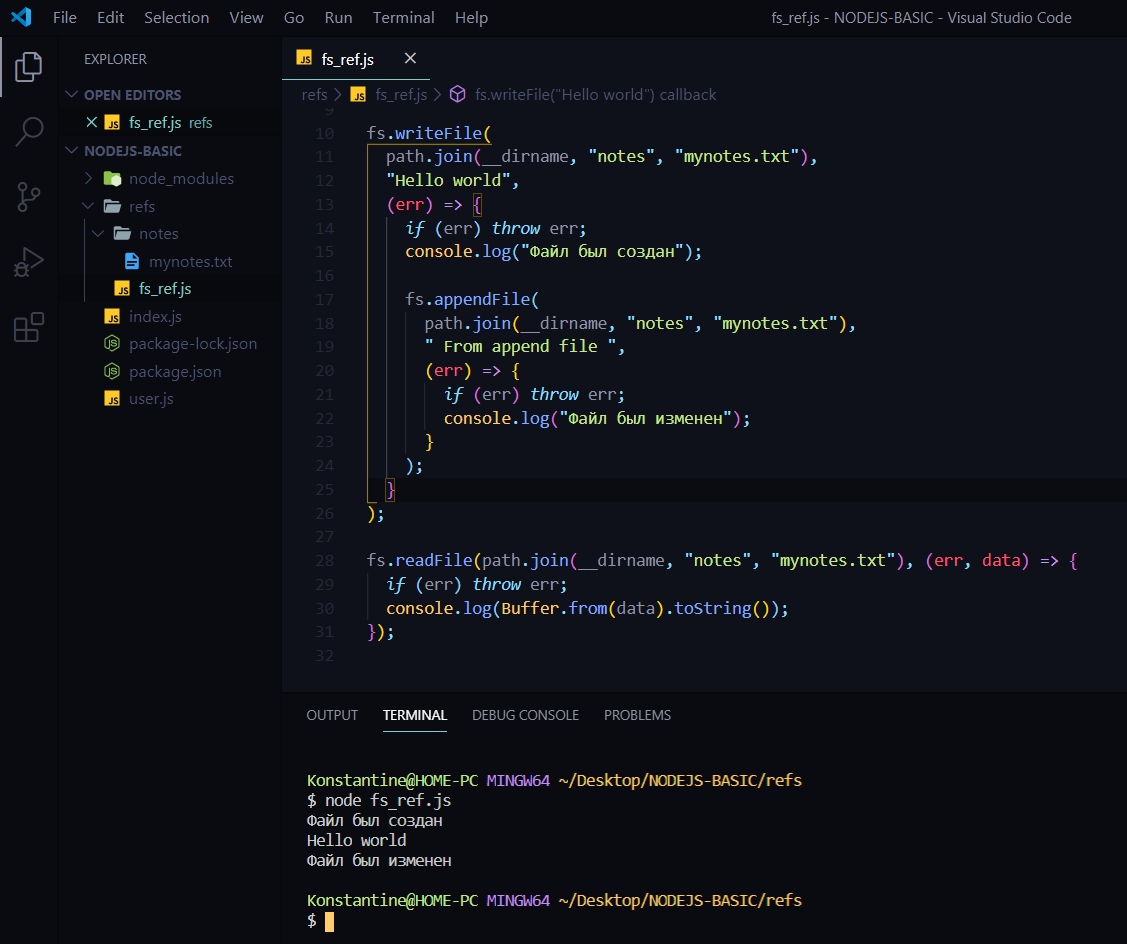 File Edit Selection View Go Run Terminal Help fs_ref.js - NODEJS-BASIC - Visual Studio Code
EXPLORER
OPEN EDITORS
fs_ref.js refs
NODEJS-BASIC
node_modules
refs
notes
mynotes.txt
fs_ref.js
index.js
package-lock.json
package.json
user.js
fs_ref.js
refs > fs_ref.js > fs.writeFile("Hello world") callback
9
10 fs.writeFile(
11 path.join(__dirname, "notes", "mynotes.txt"),
12 "Hello world",
13 (err) => {
14 if (err) throw err;
15 console.log("Файл был создан");
16
17 fs.appendFile(
18 path.join(__dirname, "notes", "mynotes.txt"),
19 " From append file ",
20 (err) => {
21 if (err) throw err;
22 console.log("Файл был изменен");
23 }
24 );
25 }
26 );
27
28 fs.readFile(path.join(__dirname, "notes", "mynotes.txt"), (err, data) => {
29 if (err) throw err;
30 console.log(Buffer.from(data).toString());
31 });
32
OUTPUT TERMINAL DEBUG CONSOLE PROBLEMS
Konstantine@HOME-PC MINGW64 ~/Desktop/NODEJS-BASIC/refs
$ node fs_ref.js
Файл был создан
Hello world
Файл был изменен
Konstantine@HOME-PC MINGW64 ~/Desktop/NODEJS-BASIC/refs
$